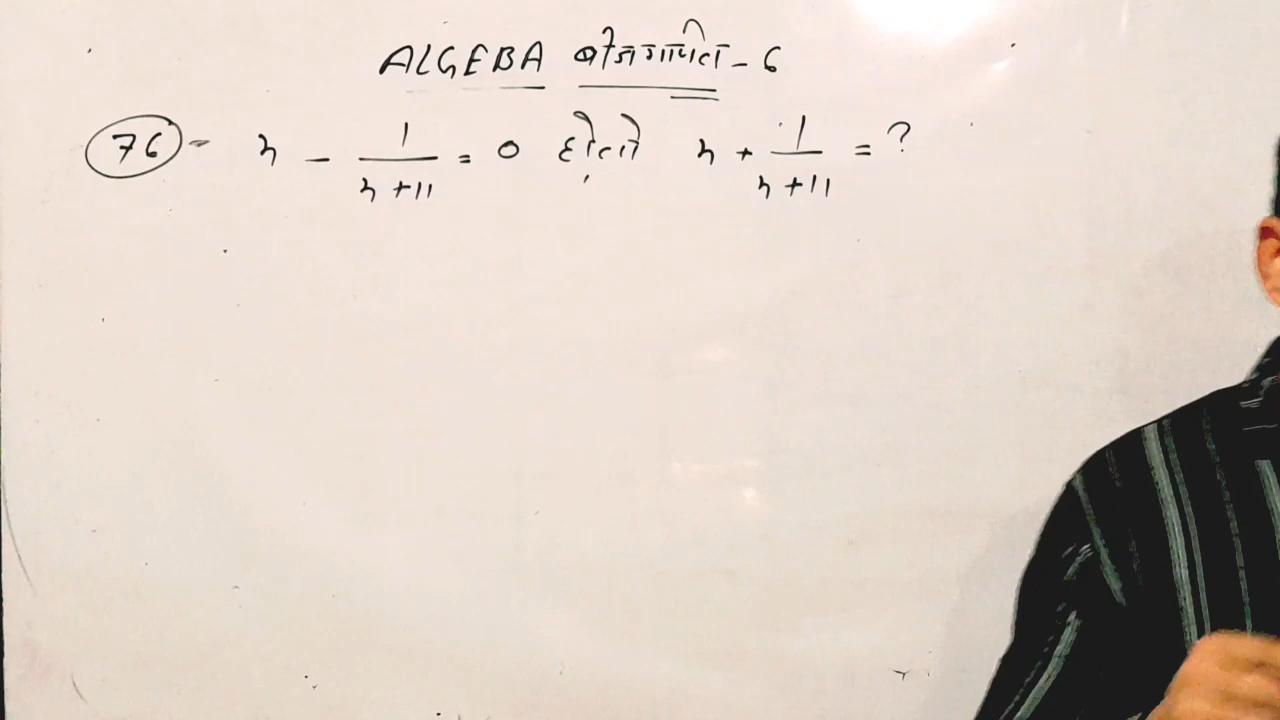 ALGEBA बीजगणित - 6
76 - x - 1/(x+11) = 0 हो तो x + 1/(x+11) = ?